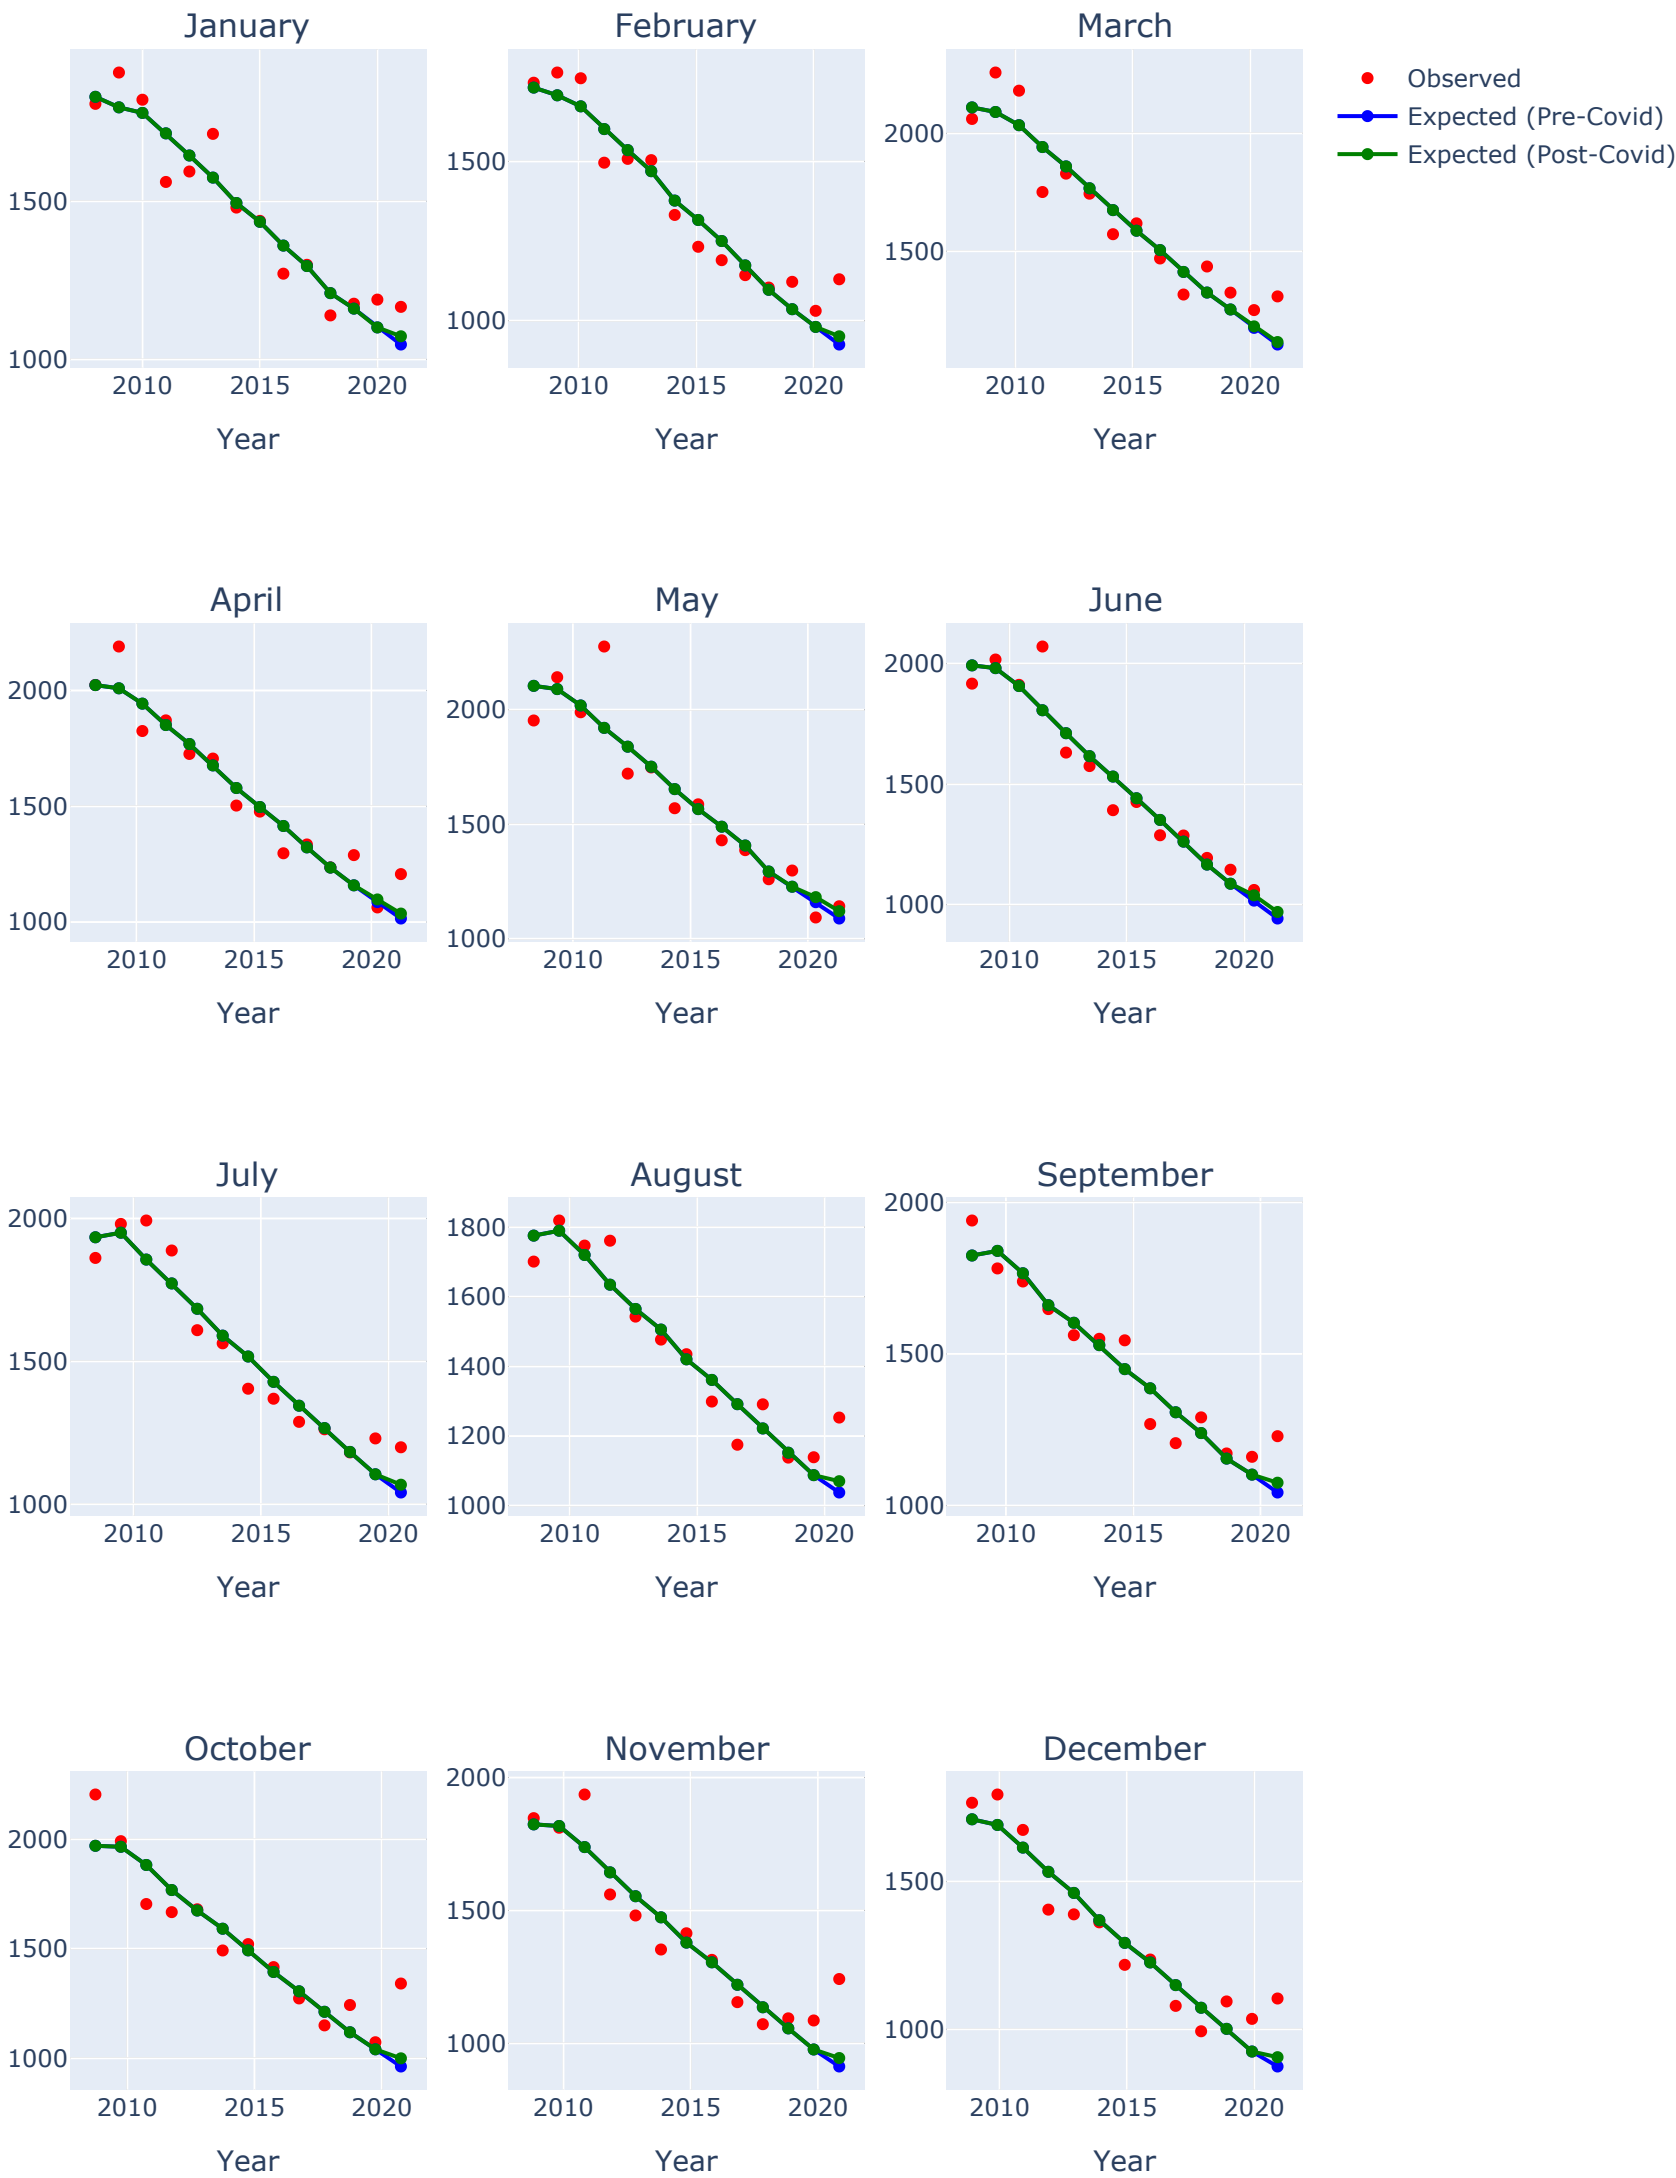 January
February
March
Observed
Expected (Pre-Covid)
Expected (Post-Covid)
1500
1000
2010
2015
2020
Year
1500
1000
2010
2015
2020
Year
2000
1500
2010
2015
2020
Year
April
May
June
2000
1500
1000
2010
2015
2020
Year
2000
1500
1000
2010
2015
2020
Year
2000
1500
1000
2010
2015
2020
Year
July
August
September
2000
1500
1000
2010
2015
2020
Year
1800
1600
1400
1200
1000
2010
2015
2020
Year
2000
1500
1000
2010
2015
2020
Year
October
November
December
2000
1500
1000
2010
2015
2020
Year
2000
1500
1000
2010
2015
2020
Year
1500
1000
2010
2015
2020
Year